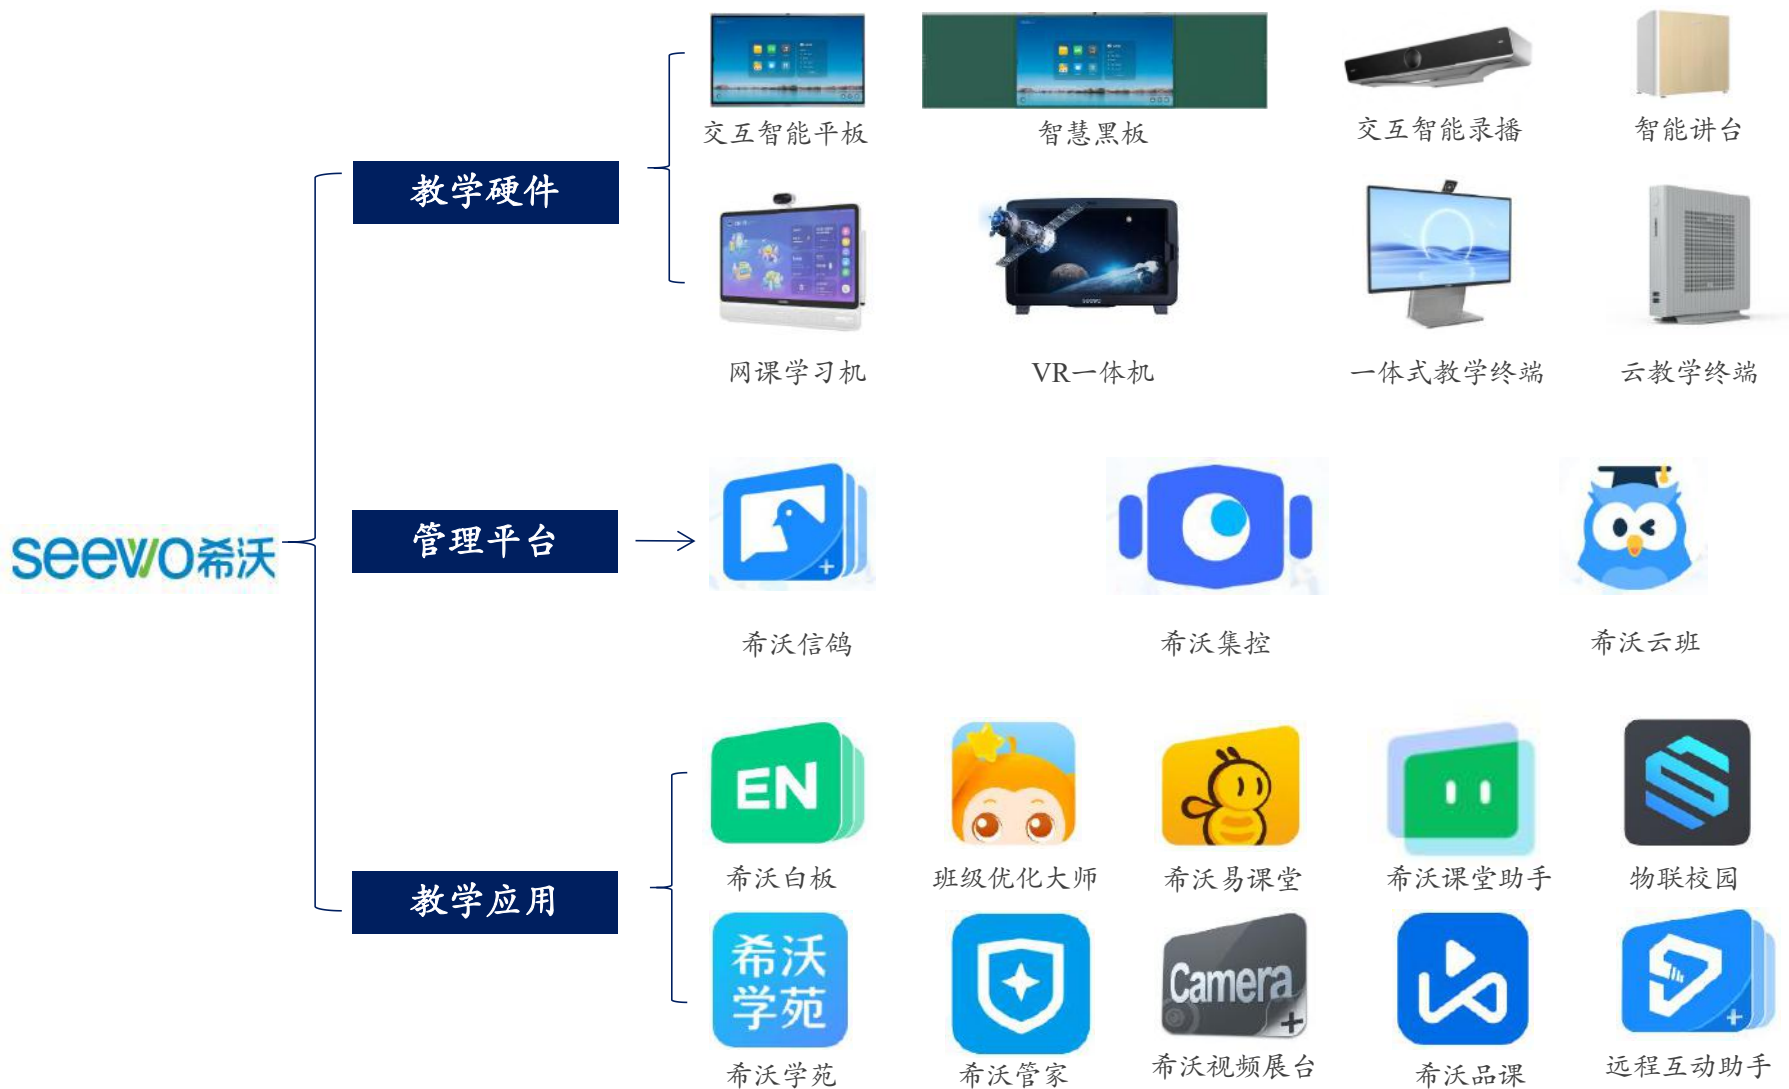 交互智能平板
智慧黑板
交互智能录播
智能讲台
教学硬件
seewo
网课学习机
VR一体机
一体式教学终端
云教学终端
seewo希沃
管理平台
希沃信鸽
希沃集控
希沃云班
EN
希沃白板
班级优化大师
希沃易课堂
希沃课堂助手
物联校园
教学应用
希沃
学苑
Camera
希沃学苑
希沃管家
希沃视频展台
希沃品课
远程互动助手